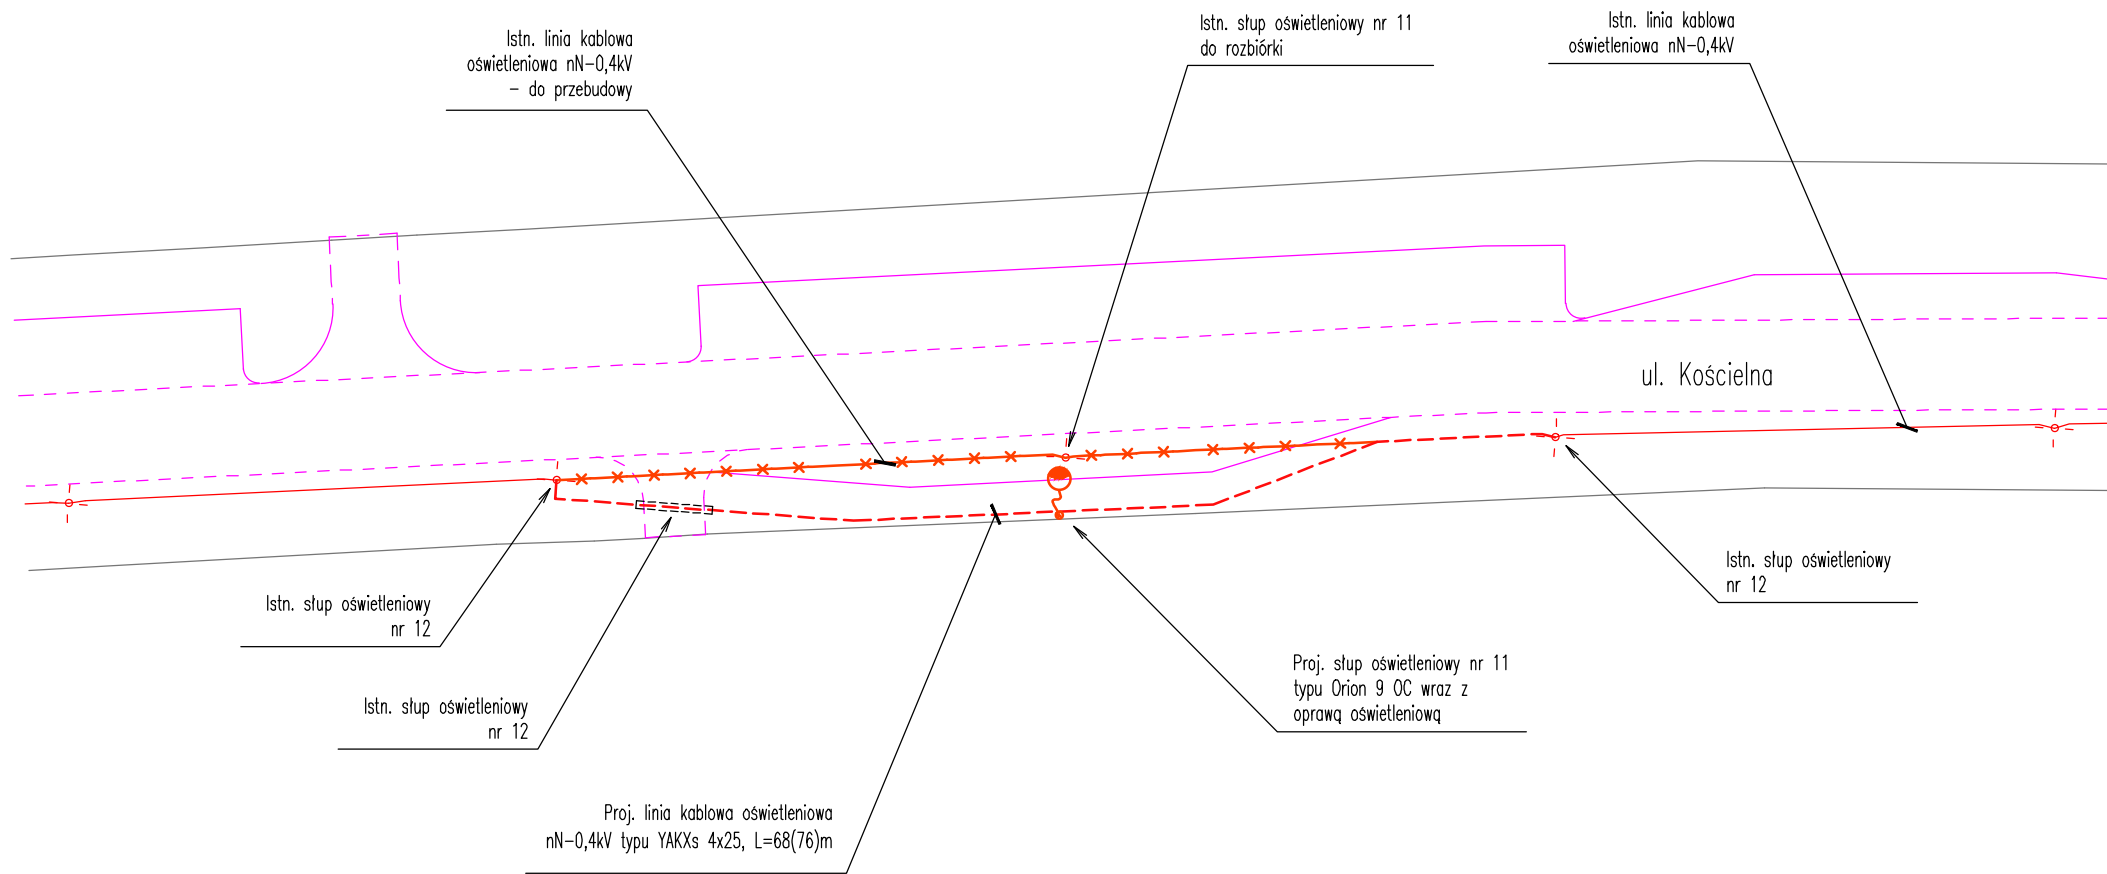 Istn. linia kablowa
oświetleniowa nN-0,4kV
- do przebudowy
Istn. słup oświetleniowy nr 11
do rozbiórki
Istn. linia kablowa
oświetleniowa nN-0,4kV
ul. Kościelna
Istn. słup oświetleniowy
nr 12
Istn. słup oświetleniowy
nr 12
Istn. słup oświetleniowy
nr 12
Proj. słup oświetleniowy nr 11
typu Orion 9 OC wraz z
oprawą oświetleniową
Proj. linia kablowa oświetleniowa
nN-0,4kV typu YAKXs 4x25, L=68(76)m